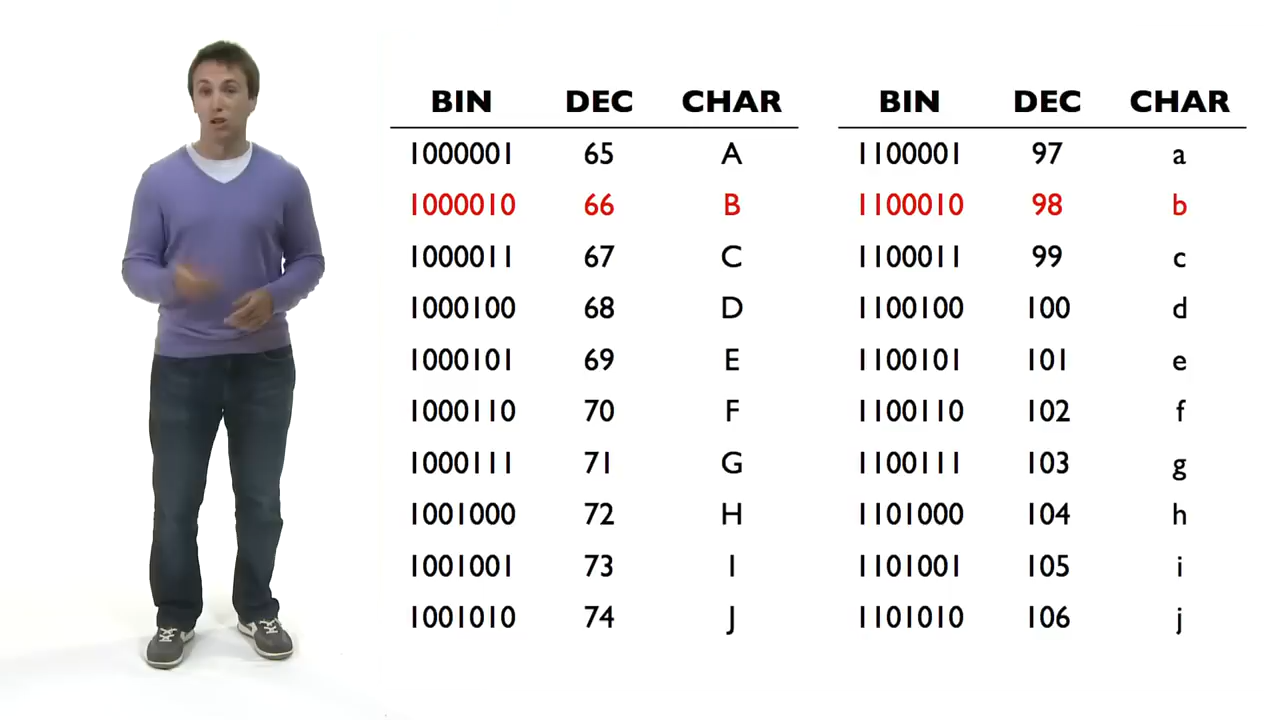 BIN DEC CHAR BIN DEC CHAR
1000001 65 A 1100001 97 a
1000010 66 B 1100010 98 b
1000011 67 C 1100011 99 c
1000100 68 D 1100100 100 d
1000101 69 E 1100101 101 e
1000110 70 F 1100110 102 f
1000111 71 G 1100111 103 g
1001000 72 H 1101000 104 h
1001001 73 I 1101001 105 i
1001010 74 J 1101010 106 j